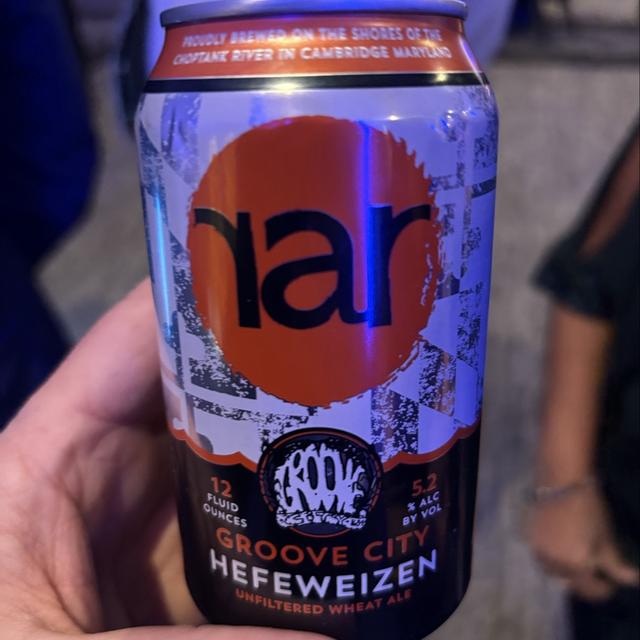 PROUDLY BREWED ON THE SHORES OF THE
CHOPTANK RIVER IN CAMBRIDGE MARYLAND
rar
GROOVE
12
FLUID
OUNCES
5.2
% ALC
BY VOL
GROOVE CITY
HEFEWEIZEN
UNFILTERED WHEAT ALE